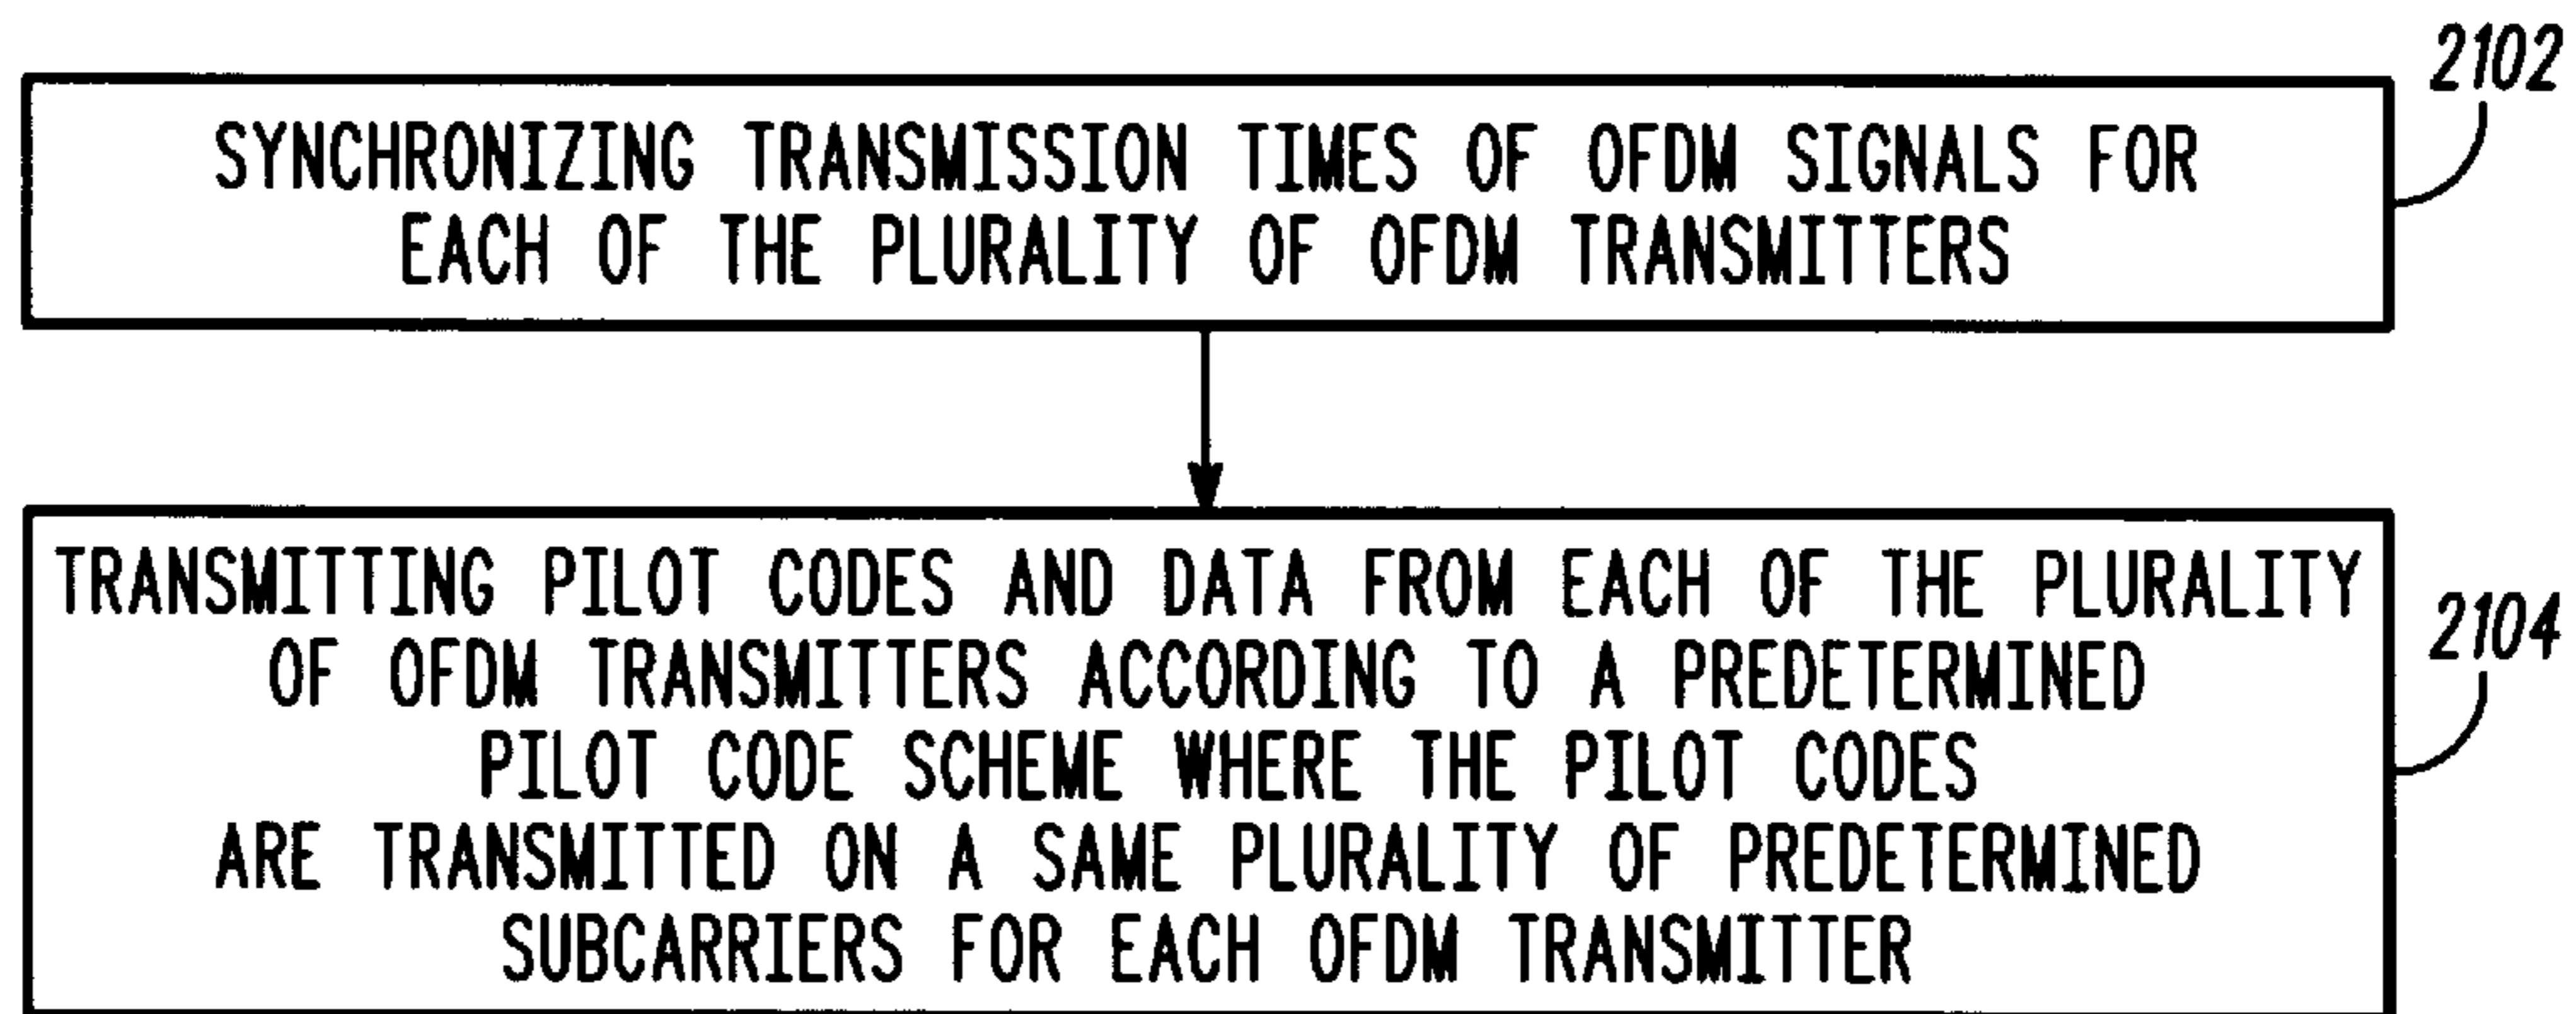 2102
SYNCHRONIZING TRANSMISSION TIMES OF OFDM SIGNALS FOR
EACH OF THE PLURALITY OF OFDM TRANSMITTERS
TRANSMITTING PILOT CODES AND DATA FROM EACH OF THE PLURALITY
OF OFDM TRANSMITTERS ACCORDING TO A PREDETERMINED
2104
PILOT CODE SCHEME WHERE THE PILOT CODES
ARE TRANSMITTED ON A SAME PLURALITY OF PREDETERMINED
SUBCARRIERS FOR EACH OFDM TRANSMITTER